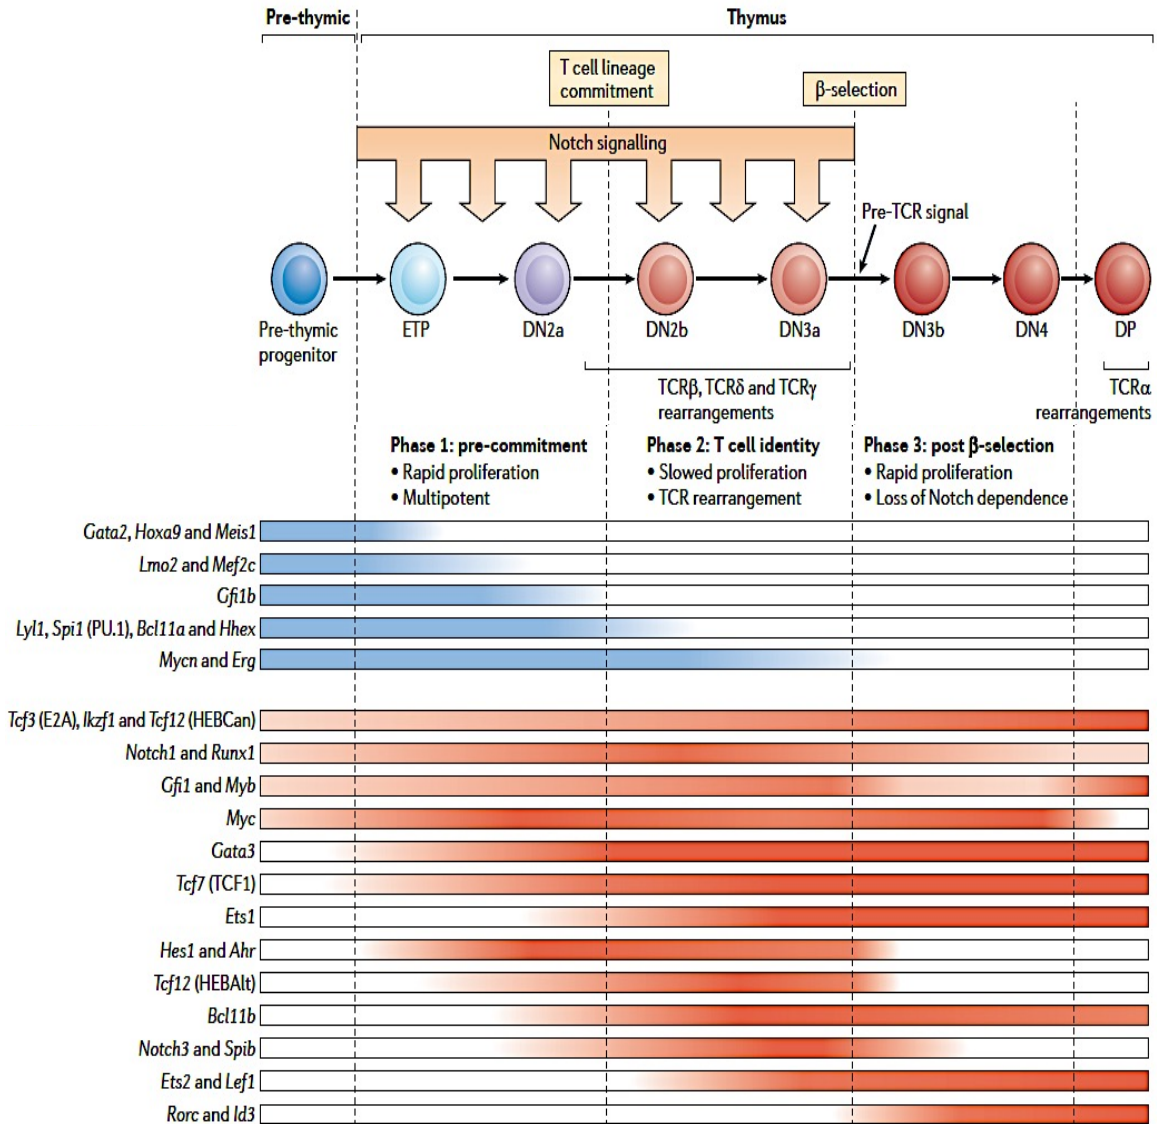 Pre-thymic
Thymus
T cell lineage
commitment
β-selection
Notch signalling
Pre-TCR signal
Pre-thymic
progenitor
ETP
DN2a
DN2b
DN3a
DN3b
DN4
DP
TCRβ, TCRδ and TCRγ
rearrangements
TCRα
rearrangements
Phase 1: pre-commitment
• Rapid proliferation
• Multipotent
Phase 2: T cell identity
• Slowed proliferation
• TCR rearrangement
Phase 3: post β-selection
• Rapid proliferation
• Loss of Notch dependence
Gata2, Hoxa9 and Meis1
Lmo2 and Mef2c
Gfi1b
Lyl1, Spi1 (PU.1), Bcl11a and Hhex
Mycn and Erg
Tcf3 (E2A), Ikzf1 and Tcf12 (HEBCan)
Notch1 and Runx1
Gfi1 and Myb
Myc
Gata3
Tcf7 (TCF1)
Ets1
Hes1 and Ahr
Tcf12 (HEBAlt)
Bcl11b
Notch3 and Spib
Ets2 and Lef1
Rorc and Id3